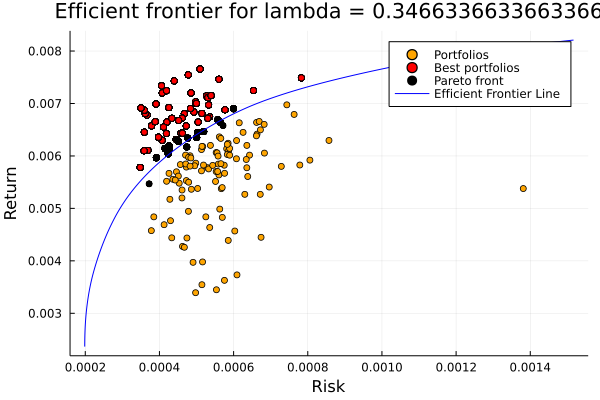 Efficient frontier for lambda = 0.3466336633663366
Portfolios
Best portfolios
Pareto front
Efficient Frontier Line
Return
0.008
0.007
0.006
0.005
0.004
0.003
0.0002 0.0004 0.0006 0.0008 0.0010 0.0012 0.0014
Risk